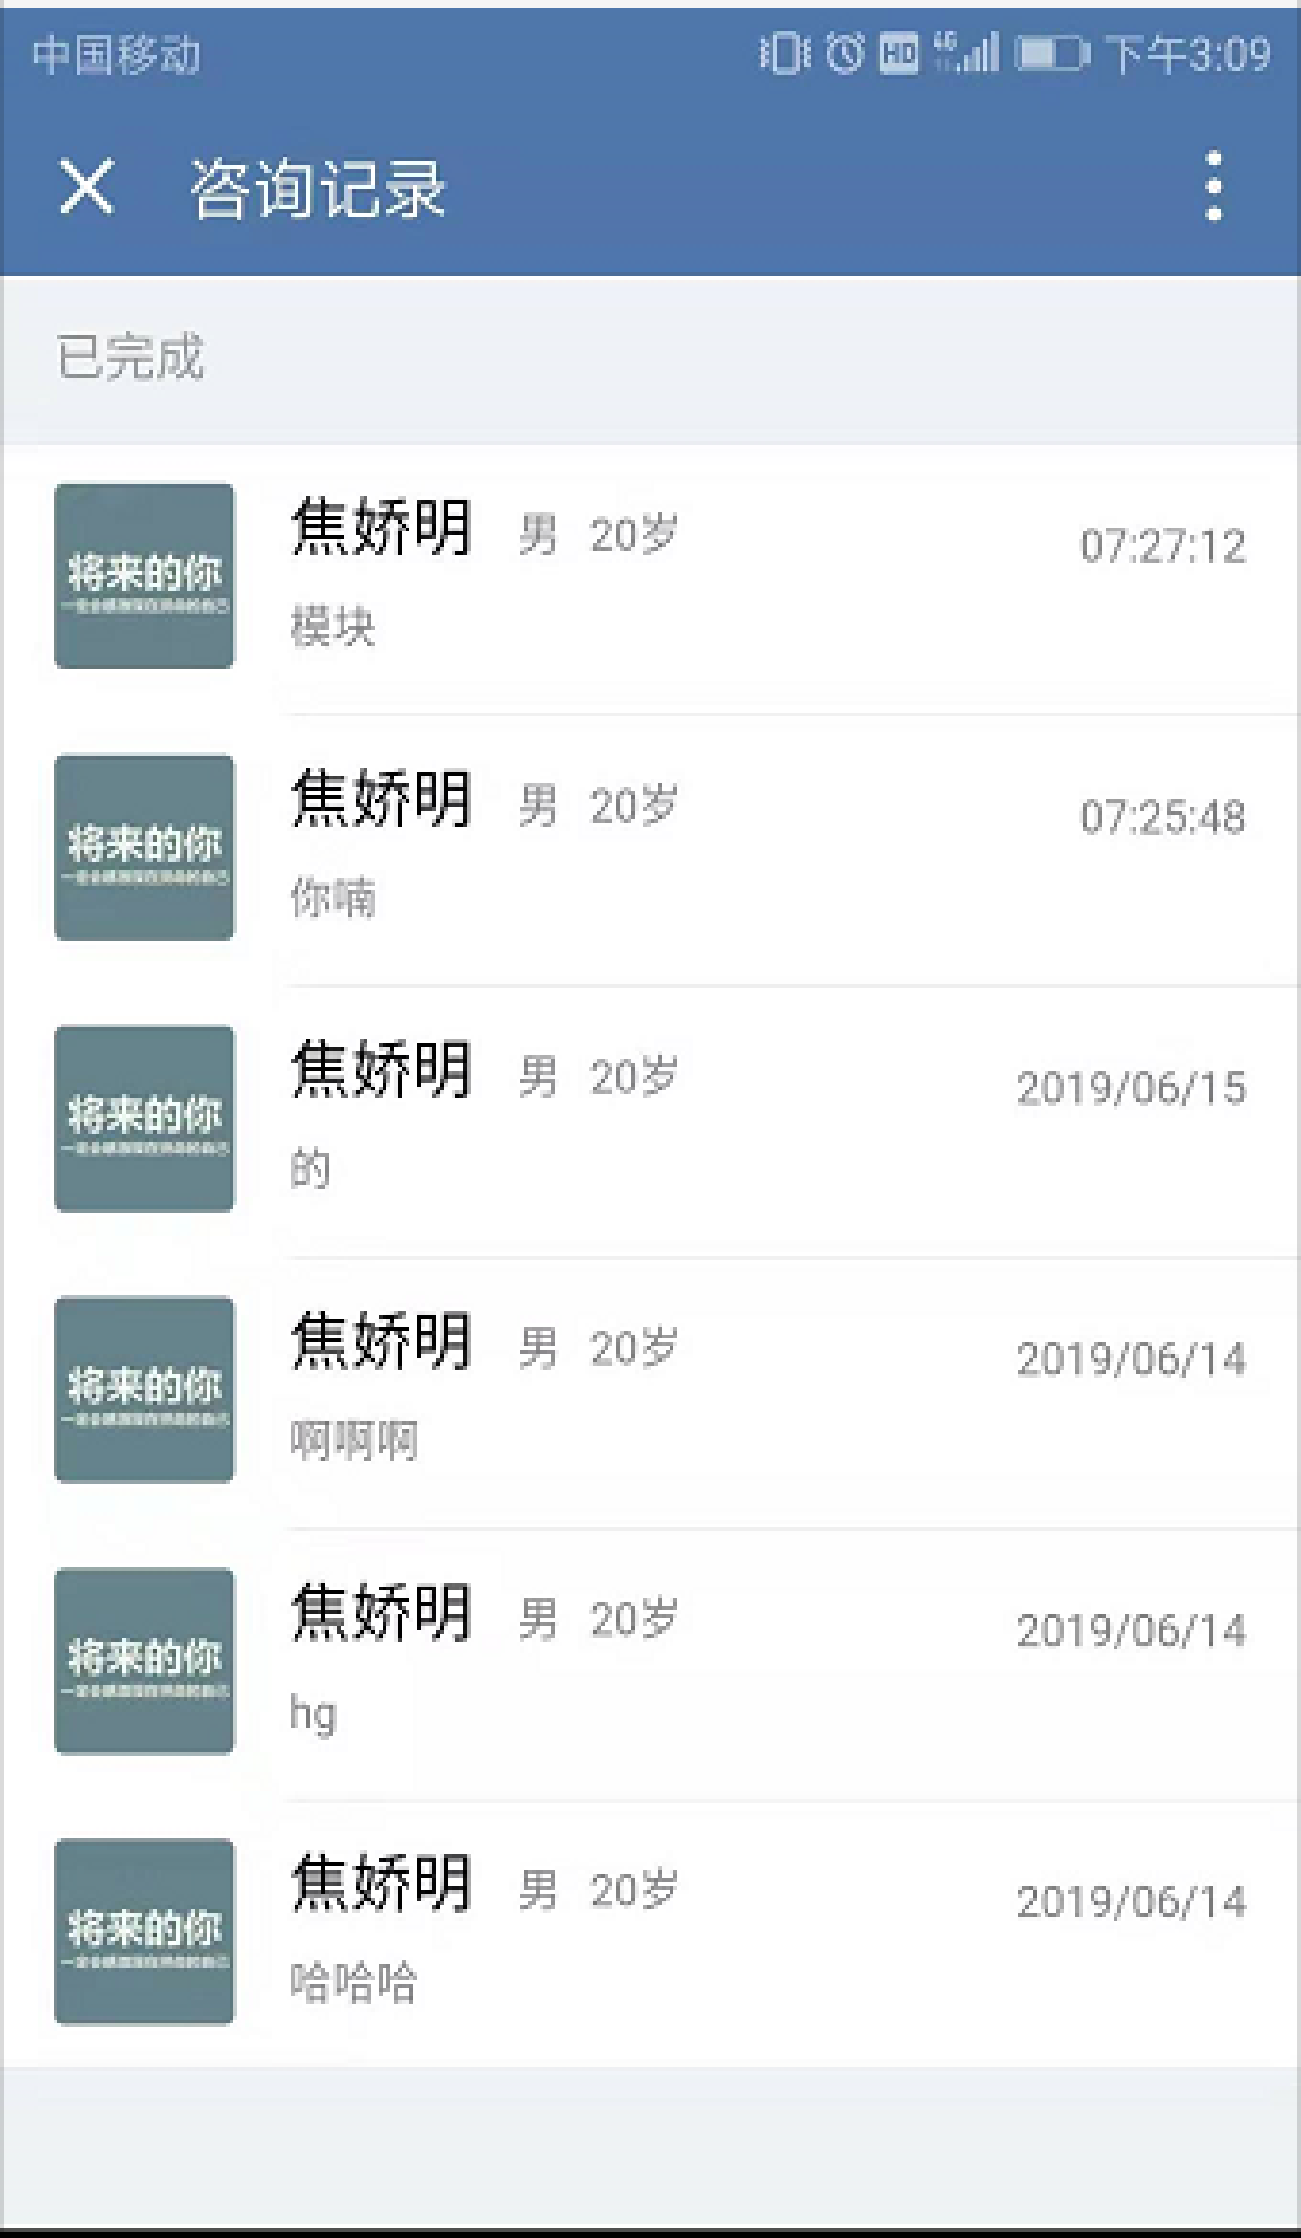 中国移动 HD 46 下午3:09
咨询记录
已完成
将来的你
焦娇明 男 20岁 07:27:12
模块
将来的你
焦娇明 男 20岁 07:25:48
你喃
将来的你
焦娇明 男 20岁 2019/06/15
的
将来的你
焦娇明 男 20岁 2019/06/14
啊啊啊
将来的你
焦娇明 男 20岁 2019/06/14
hg
将来的你
焦娇明 男 20岁 2019/06/14
哈哈哈